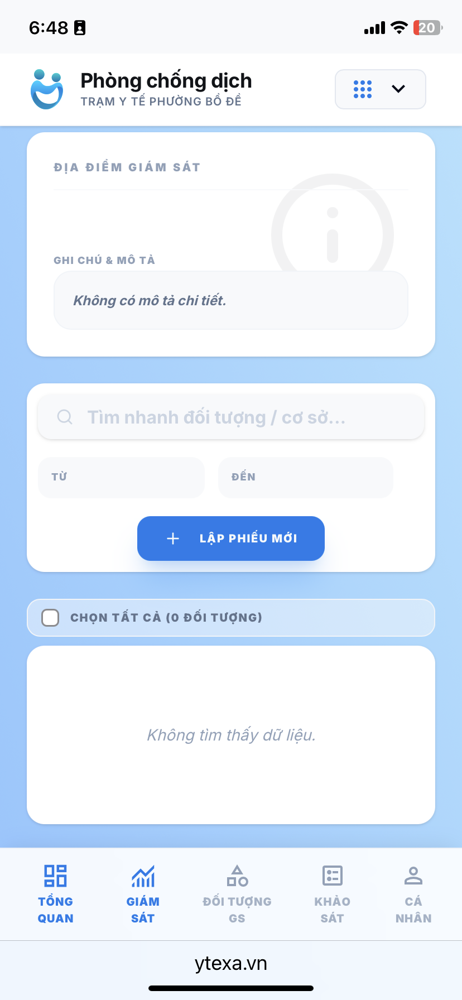 6:48
20
Phòng chống dịch
TRẠM Y TẾ PHƯỜNG BỒ ĐỀ
ĐỊA ĐIỂM GIÁM SÁT
GHI CHÚ & MÔ TẢ
Không có mô tả chi tiết.
Tìm nhanh đối tượng / cơ sở...
TỪ
ĐẾN
LẬP PHIẾU MỚI
CHỌN TẤT CẢ (0 ĐỐI TƯỢNG)
Không tìm thấy dữ liệu.
TỔNG QUAN
GIÁM SÁT
ĐỐI TƯỢNG GS
KHẢO SÁT
CÁ NHÂN
ytexa.vn